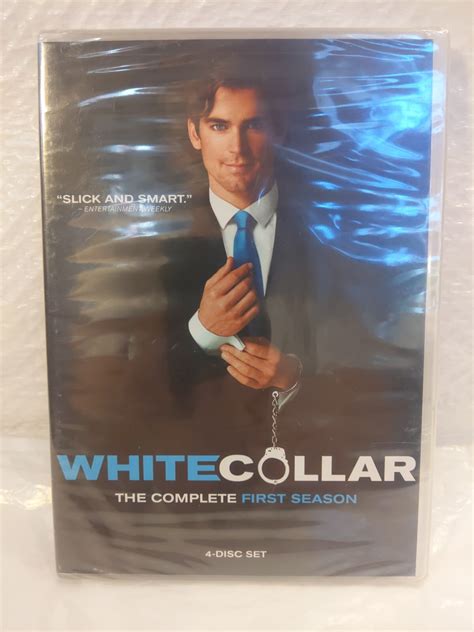 "SLICK AND SMART."
– ENTERTAINMENT WEEKLY
WHITECOLLAR
THE COMPLETE FIRST SEASON
4-DISC SET